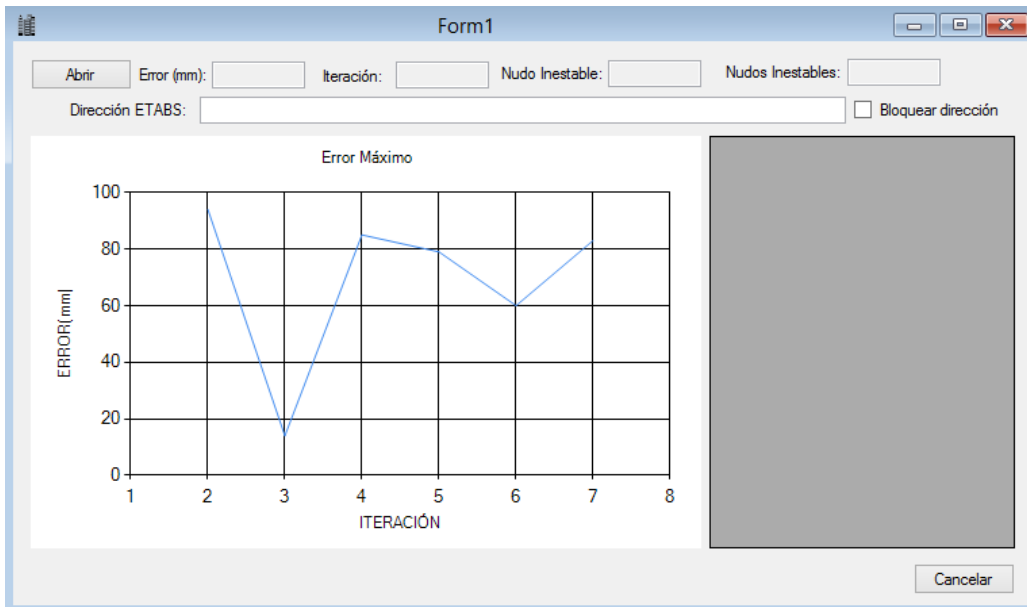 Form1
Abrir Error (mm): Iteración: Nudo Inestable: Nudos Inestables:
Dirección ETABS: Bloquear dirección
Error Máximo
100
80
60
40
20
0
ERROR[mm]
1 2 3 4 5 6 7 8
ITERACIÓN
Cancelar